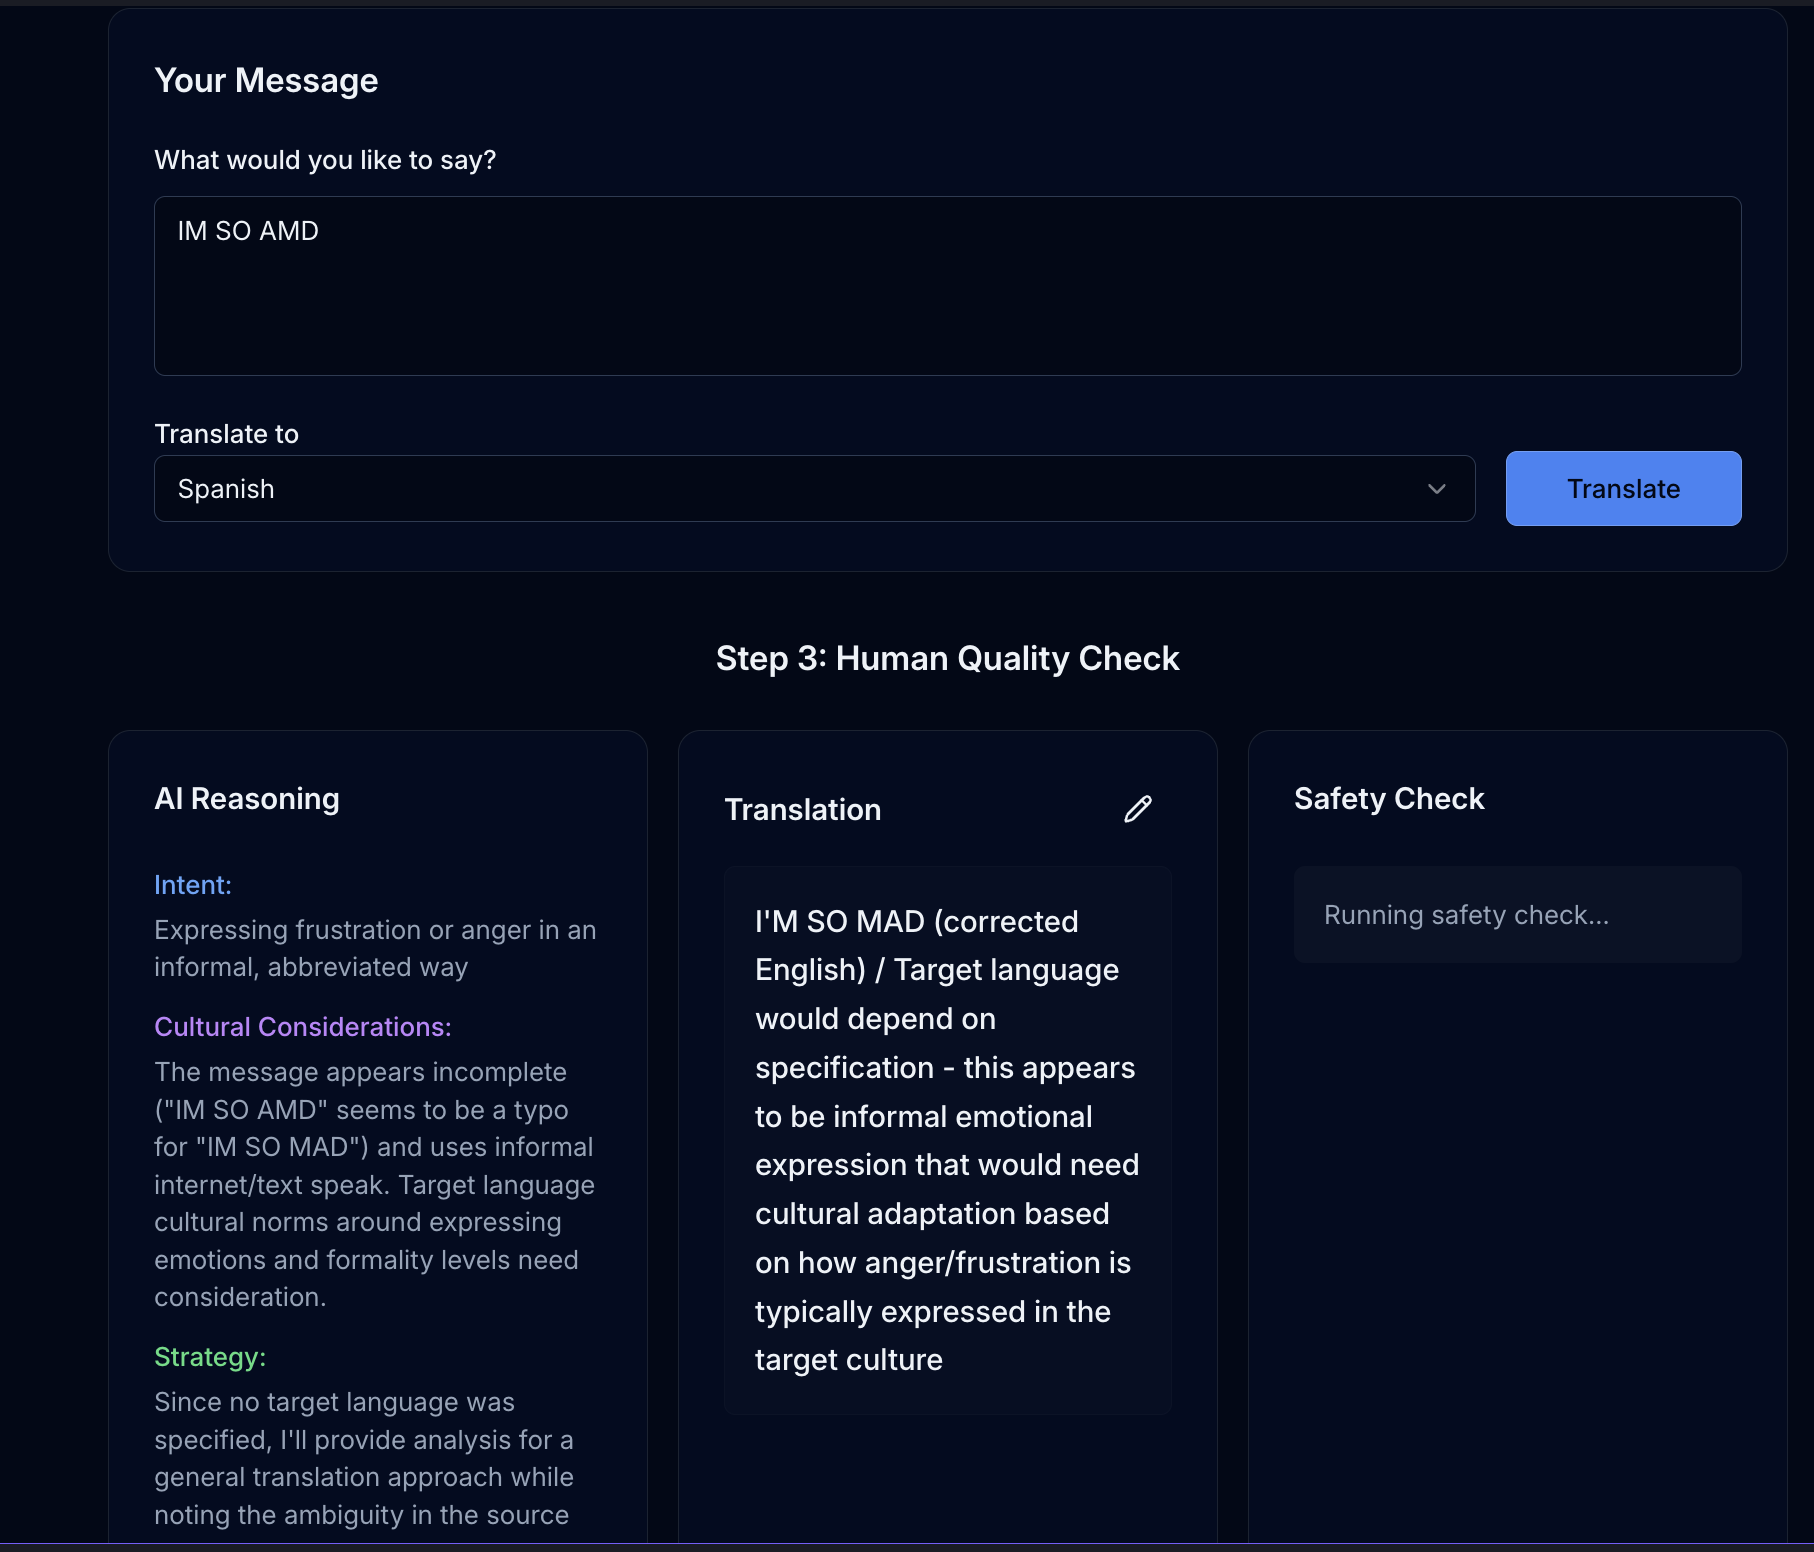 Your Message
What would you like to say?
IM SO AMD
Translate to
Spanish
Translate
Step 3: Human Quality Check
AI Reasoning
Intent:
Expressing frustration or anger in an
informal, abbreviated way
Cultural Considerations:
The message appears incomplete
("IM SO AMD" seems to be a typo
for "IM SO MAD") and uses informal
internet/text speak. Target language
cultural norms around expressing
emotions and formality levels need
consideration.
Strategy:
Since no target language was
specified, I'll provide analysis for a
general translation approach while
noting the ambiguity in the source
Translation
I'M SO MAD (corrected
English) / Target language
would depend on
specification - this appears
to be informal emotional
expression that would need
cultural adaptation based
on how anger/frustration is
typically expressed in the
target culture
Safety Check
Running safety check...